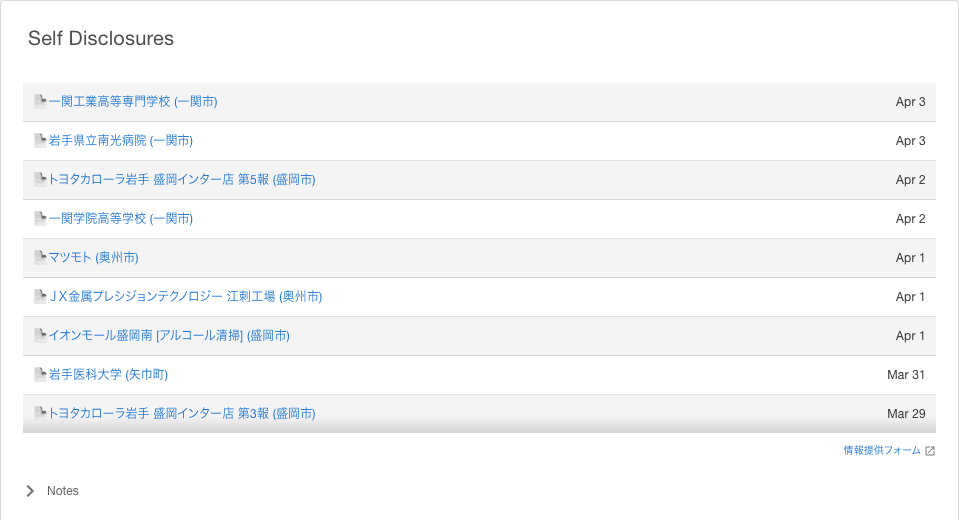 Self Disclosures
一関工業高等専門学校 (一関市) Apr 3
岩手県立南光病院 (一関市) Apr 3
トヨタカローラ岩手 盛岡インター店 第5報 (盛岡市) Apr 2
一関学院高等学校 (一関市) Apr 2
マツモト (奥州市) Apr 1
ＪＸ金属プレシジョンテクノロジー 江刺工場 (奥州市) Apr 1
イオンモール盛岡南 [アルコール清掃] (盛岡市) Apr 1
岩手医科大学 (矢巾町) Mar 31
トヨタカローラ岩手 盛岡インター店 第3報 (盛岡市) Mar 29
情報提供フォーム
Notes